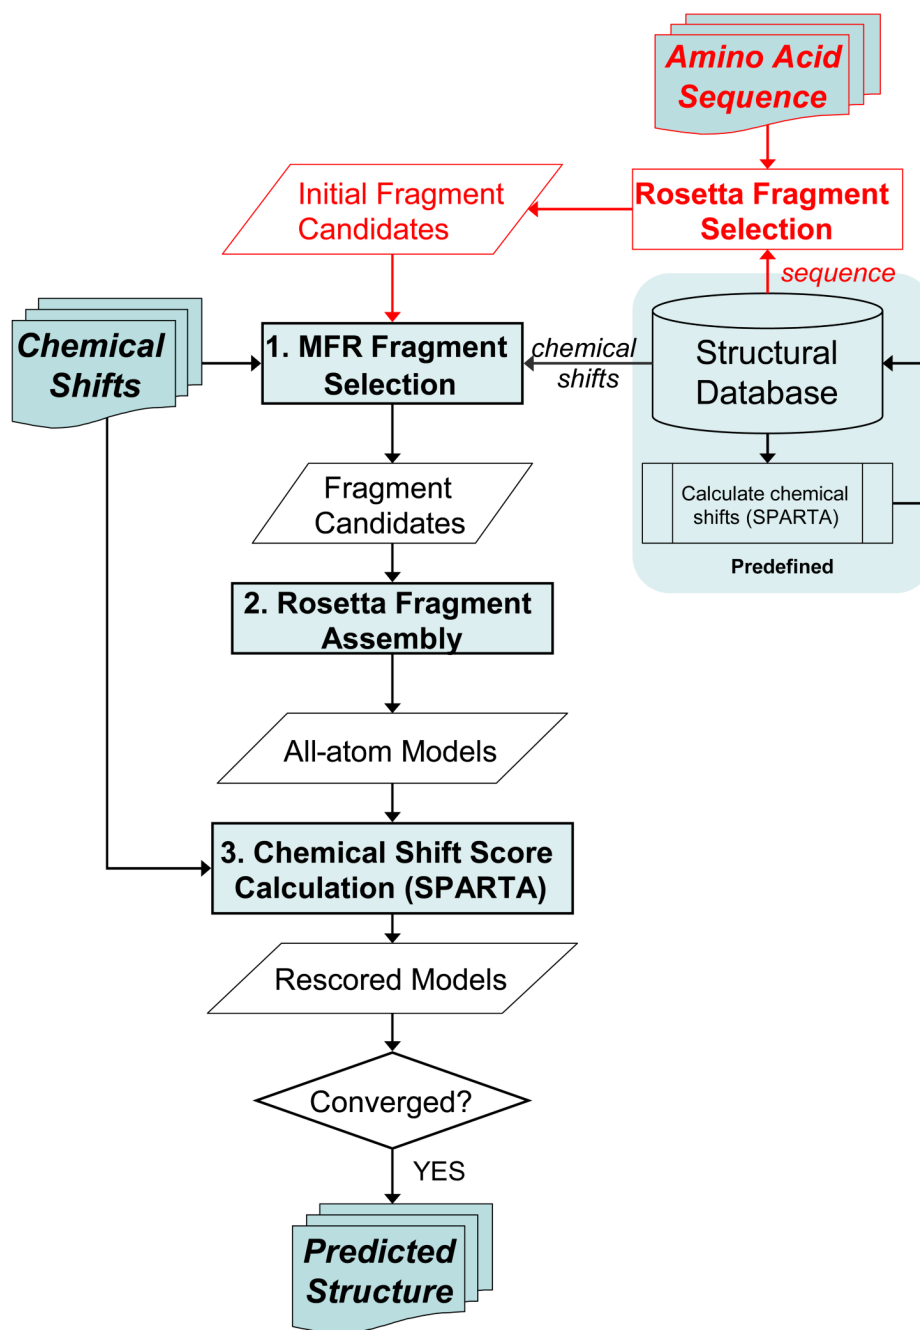 Amino Acid
Sequence
Initial Fragment
Candidates
Rosetta Fragment
Selection
sequence
Chemical
Shifts
1. MFR Fragment
Selection
chemical
shifts
Structural
Database
Fragment
Candidates
Calculate chemical
shifts (SPARTA)
Predefined
2. Rosetta Fragment
Assembly
All-atom Models
3. Chemical Shift Score
Calculation (SPARTA)
Rescored Models
Converged?
YES
Predicted
Structure